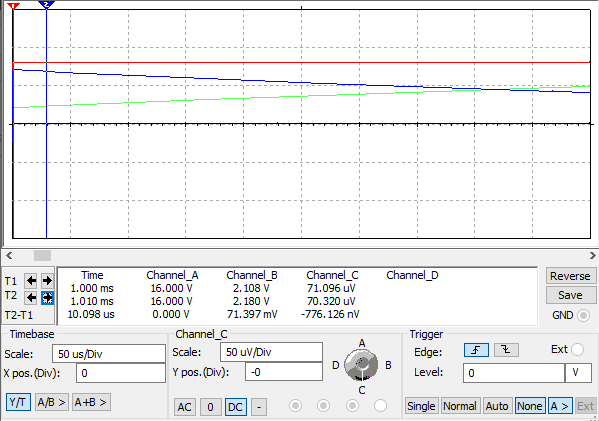 1 2
T1
T2
T2-T1
Time Channel_A Channel_B Channel_C Channel_D
1.000 ms 16.000 V 2.108 V 71.096 uV
1.010 ms 16.000 V 2.180 V 70.320 uV
10.098 us 0.000 V 71.397 mV -776.126 nV
Reverse
Save
GND
Timebase
Scale: 50 us/Div
X pos.(Div): 0
Y/T A/B > A+B >
Channel_C
Scale: 50 uV/Div
Y pos.(Div): -0
AC 0 DC -
A
D B
C
Trigger
Edge: Ext
Level: 0 V
Single Normal Auto None A > Ext